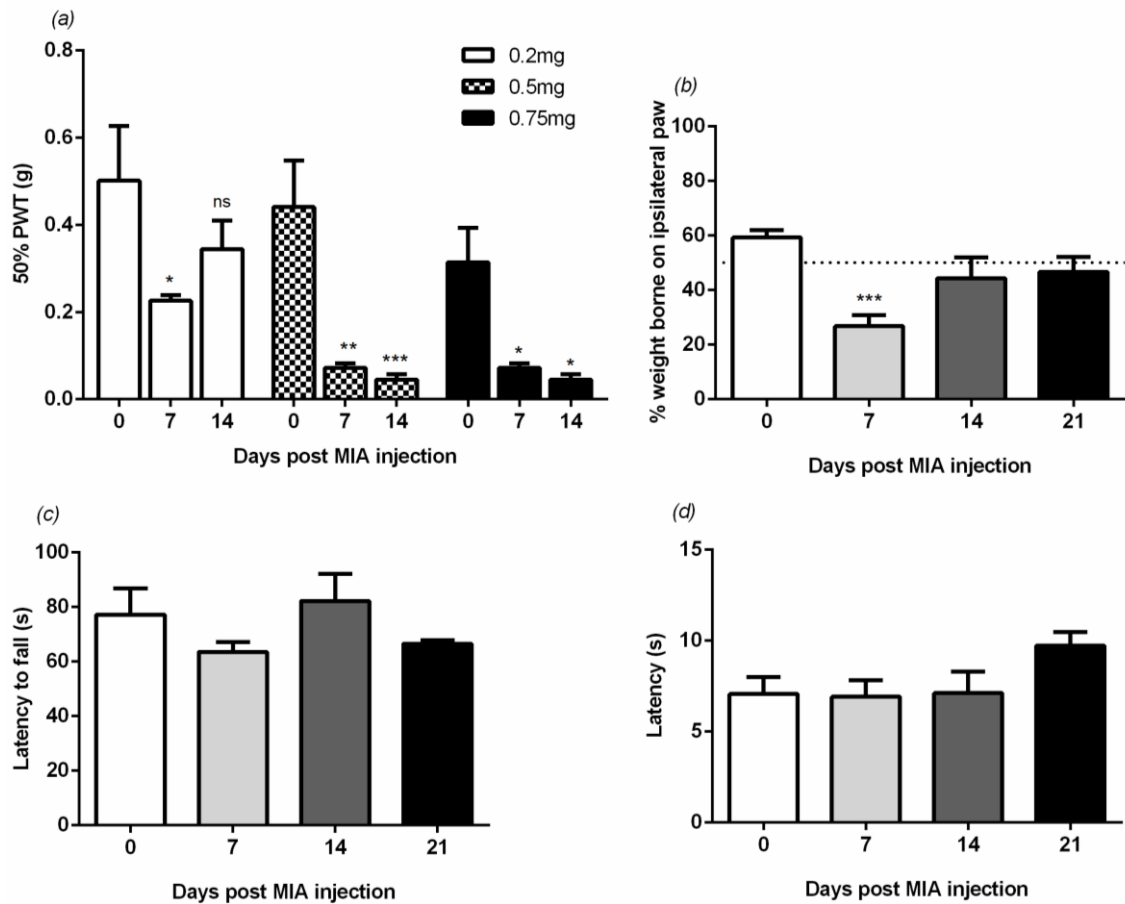 (a)
0.2mg
0.5mg
0.75mg
50% PWT (g)
0.8
0.6
0.4
0.2
0.0
* ns ** *** * *
0 7 14 0 7 14 0 7 14
Days post MIA injection
(b)
% weight borne on ipsilateral paw
100
80
60
40
20
0
***
0 7 14 21
Days post MIA injection
(c)
Latency to fall (s)
100
80
60
40
20
0
0 7 14 21
Days post MIA injection
(d)
Latency (s)
15
10
5
0
0 7 14 21
Days post MIA injection